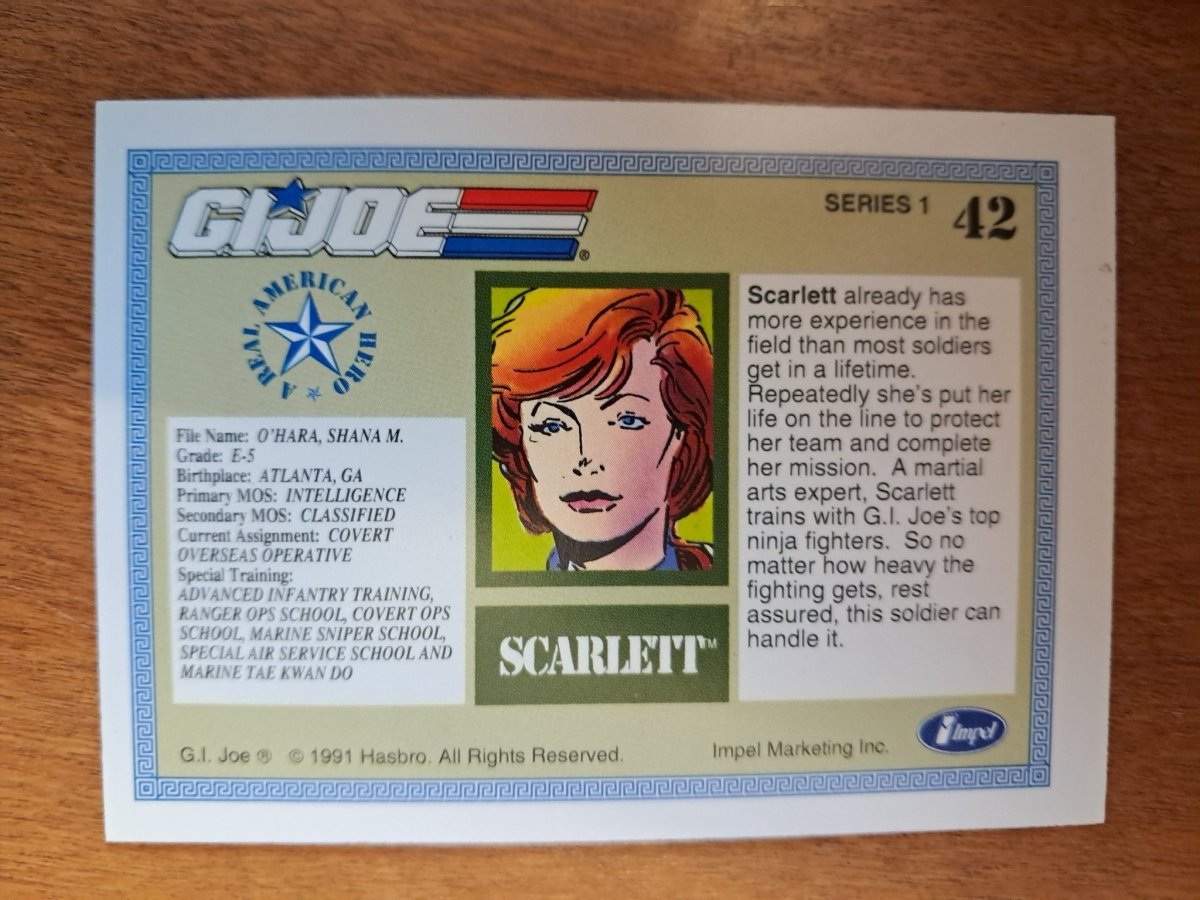 G.I. JOE ®
SERIES 1 42
A REAL AMERICAN HERO
File Name: O'HARA, SHANA M.
Grade: E-5
Birthplace: ATLANTA, GA
Primary MOS: INTELLIGENCE
Secondary MOS: CLASSIFIED
Current Assignment: COVERT
OVERSEAS OPERATIVE
Special Training:
ADVANCED INFANTRY TRAINING,
RANGER OPS SCHOOL, COVERT OPS
SCHOOL, MARINE SNIPER SCHOOL,
SPECIAL AIR SERVICE SCHOOL AND
MARINE TAE KWAN DO
SCARLETT™
Scarlett already has
more experience in the
field than most soldiers
get in a lifetime.
Repeatedly she's put her
life on the line to protect
her team and complete
her mission. A martial
arts expert, Scarlett
trains with G.I. Joe's top
ninja fighters. So no
matter how heavy the
fighting gets, rest
assured, this soldier can
handle it.
G.I. Joe ® © 1991 Hasbro. All Rights Reserved.
Impel Marketing Inc.
Impel